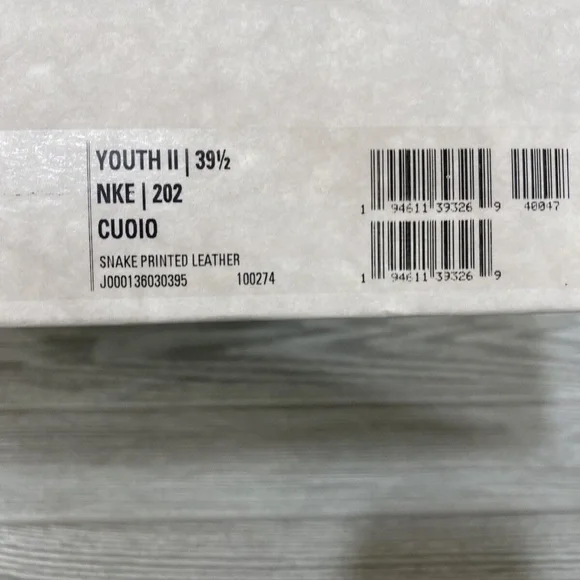 YOUTH II | 39½
NKE | 202
CUOIO
SNAKE PRINTED LEATHER
J000136030395 100274
1 94611 39326 9 40047
1 94611 39326 9